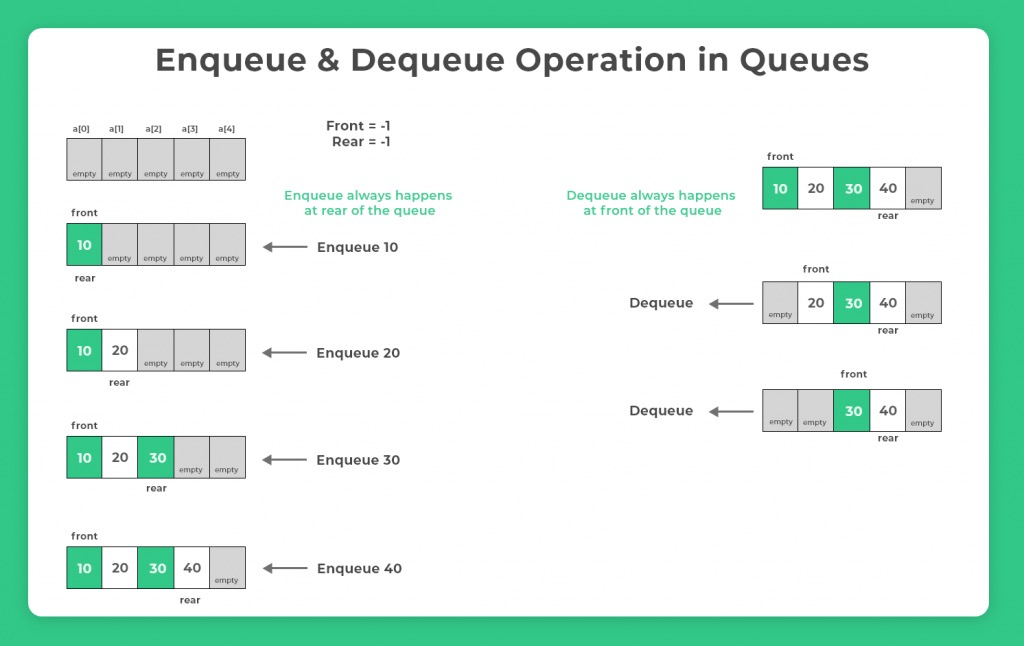 Enqueue & Dequeue Operation in Queues
a[0] a[1] a[2] a[3] a[4]
empty empty empty empty empty
Front = -1
Rear = -1
Enqueue always happens
at rear of the queue
front
10 empty empty empty empty
rear
Enqueue 10
front
10 20 empty empty empty
rear
Enqueue 20
front
10 20 30 empty empty
rear
Enqueue 30
front
10 20 30 40 empty
rear
Enqueue 40
Dequeue always happens
at front of the queue
front
10 20 30 40 empty
rear
front
Dequeue
empty 20 30 40 empty
rear
front
Dequeue
empty empty 30 40 empty
rear